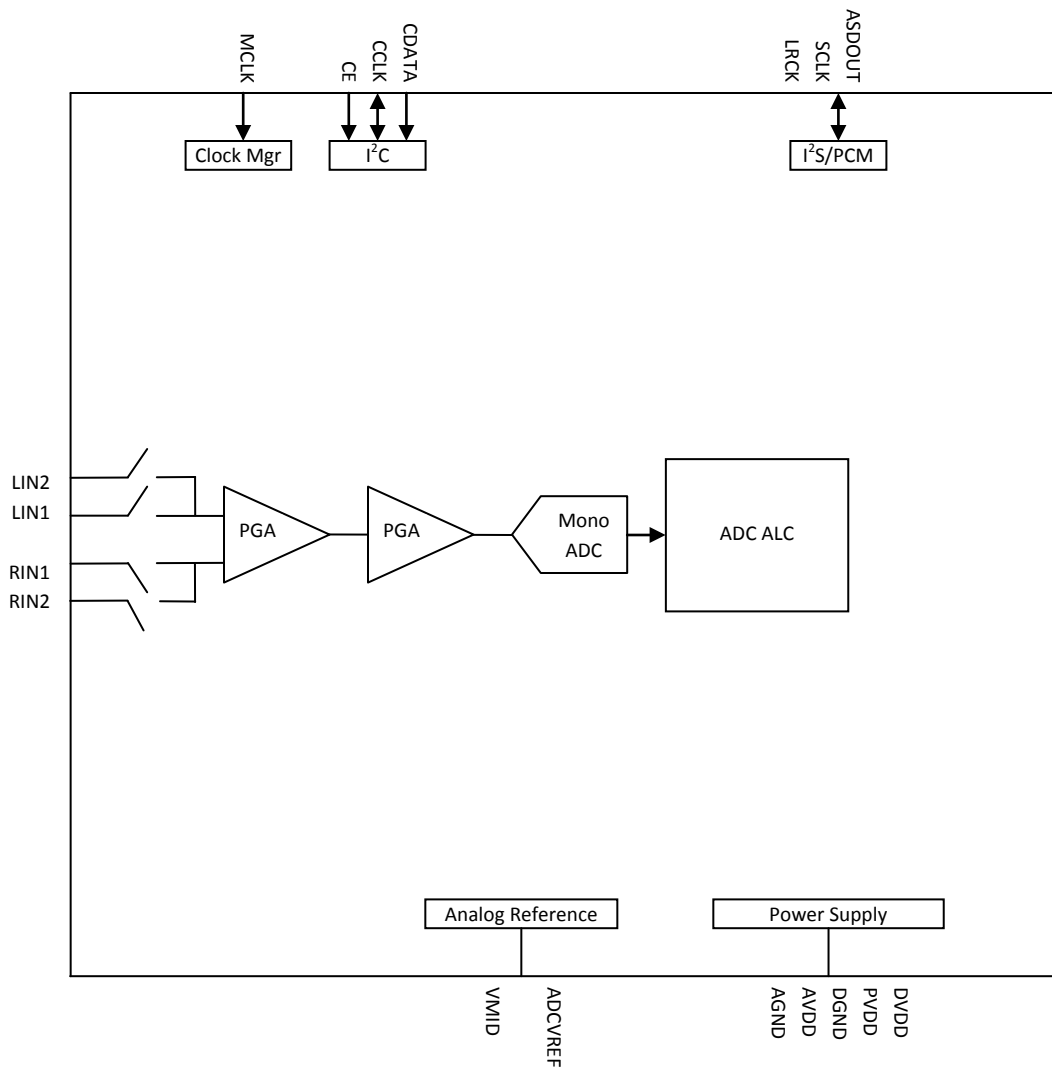 MCLK
CE
CCLK
CDATA
LRCK
SCLK
ASDOUT
Clock Mgr
I²C
I²S/PCM
LIN2
LIN1
RIN1
RIN2
PGA
PGA
Mono
ADC
ADC ALC
Analog Reference
Power Supply
VMID
ADCVREF
AGND
AVDD
DGND
PVDD
DVDD